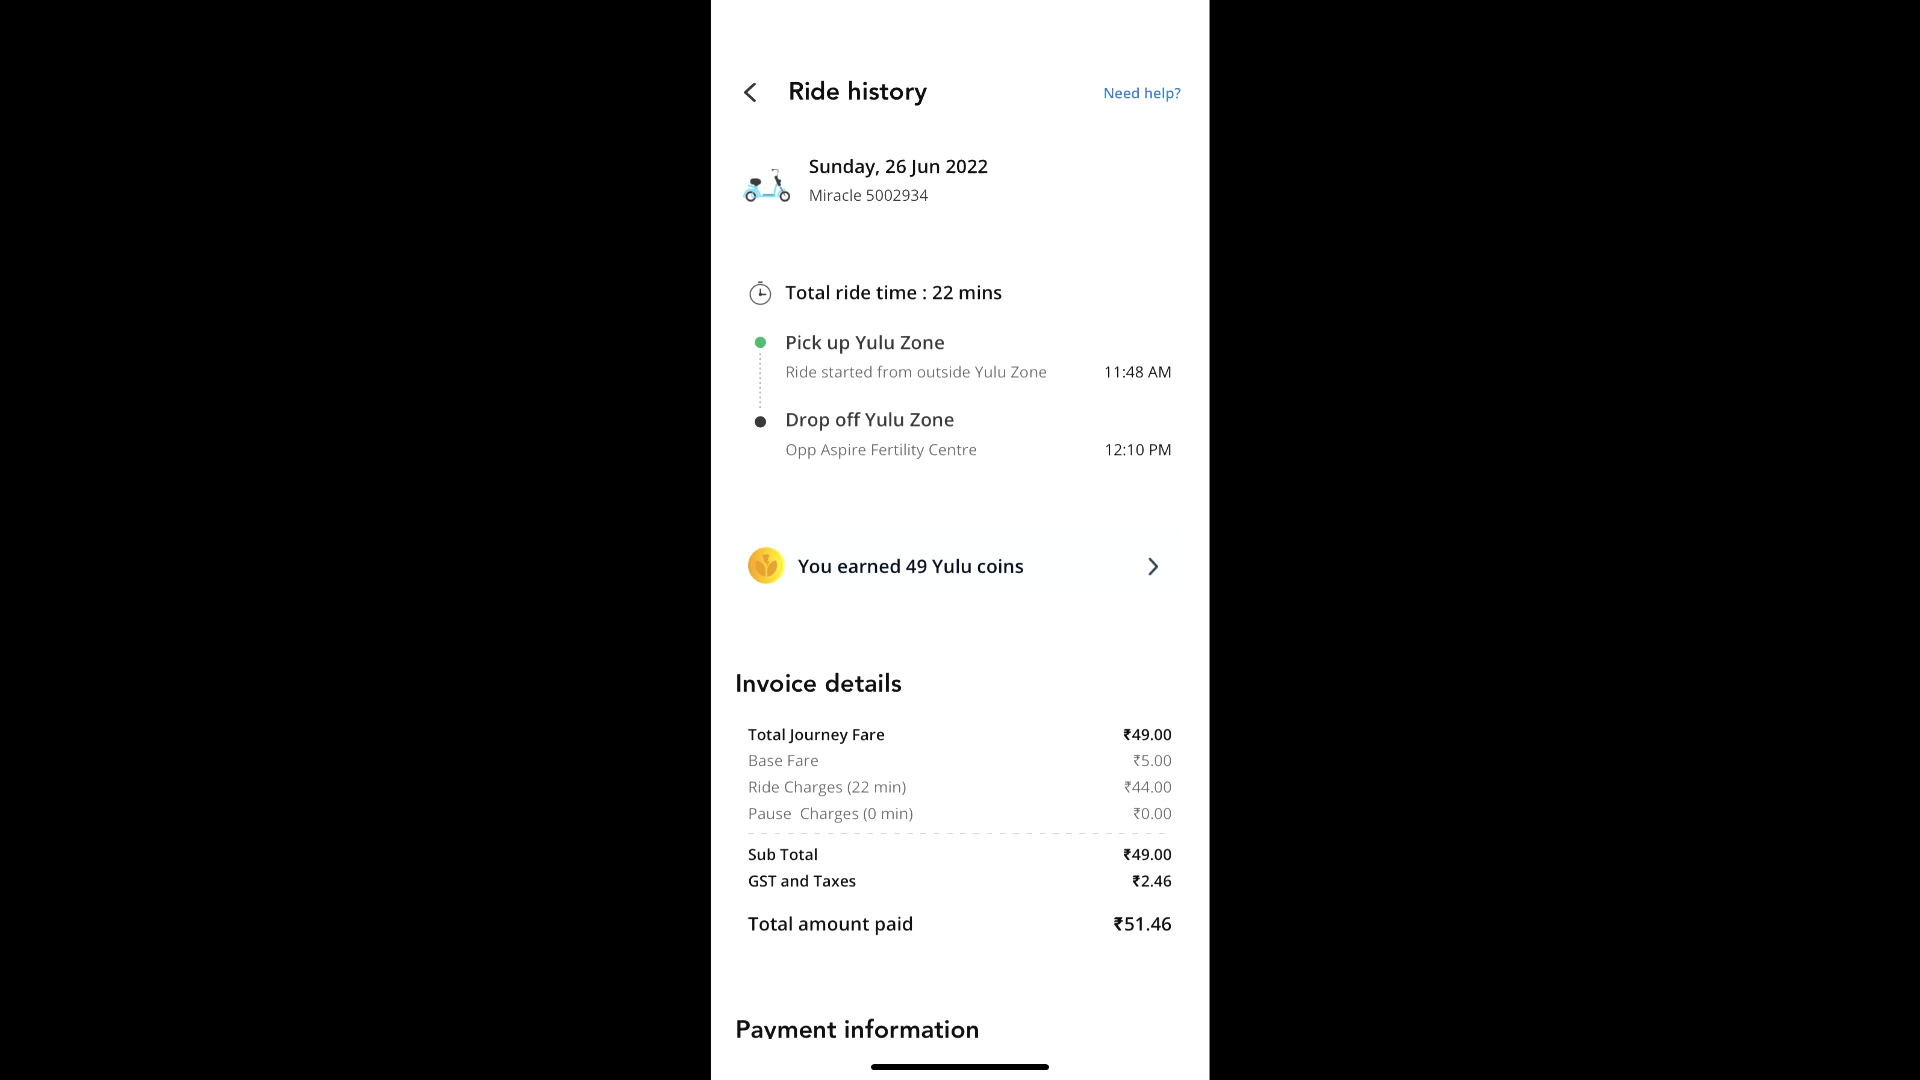 Ride history
Need help?
Sunday, 26 Jun 2022
Miracle 5002934
Total ride time : 22 mins
Pick up Yulu Zone
Ride started from outside Yulu Zone 11:48 AM
Drop off Yulu Zone
Opp Aspire Fertility Centre 12:10 PM
You earned 49 Yulu coins
Invoice details
Total Journey Fare ₹49.00
Base Fare ₹5.00
Ride Charges (22 min) ₹44.00
Pause Charges (0 min) ₹0.00
Sub Total ₹49.00
GST and Taxes ₹2.46
Total amount paid ₹51.46
Payment information